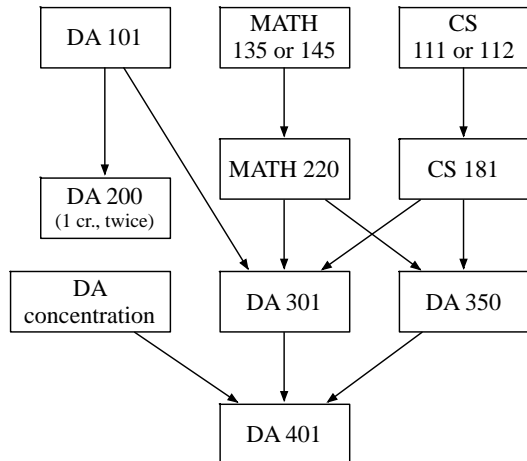 DA 101
MATH
135 or 145
CS
111 or 112
DA 200
(1 cr., twice)
MATH 220
CS 181
DA
concentration
DA 301
DA 350
DA 401